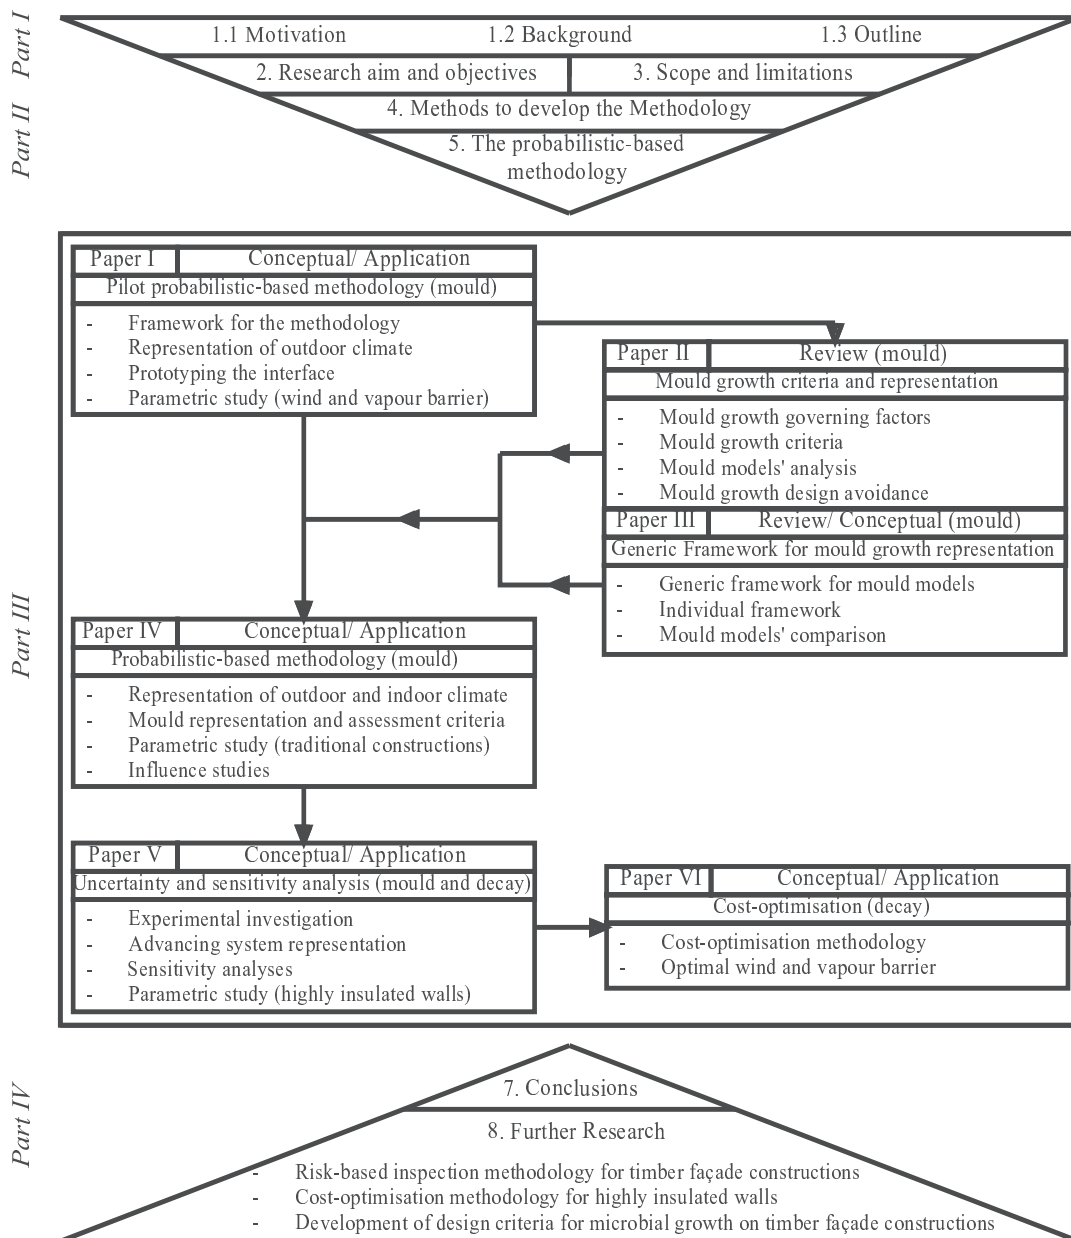 Part I
1.1 Motivation
1.2 Background
1.3 Outline
2. Research aim and objectives
3. Scope and limitations
Part II
4. Methods to develop the Methodology
5. The probabilistic-based
methodology
Part III
Paper I
Conceptual/ Application
Pilot probabilistic-based methodology (mould)
- Framework for the methodology
- Representation of outdoor climate
- Prototyping the interface
- Parametric study (wind and vapour barrier)
Paper II
Review (mould)
Mould growth criteria and representation
- Mould growth governing factors
- Mould growth criteria
- Mould models' analysis
- Mould growth design avoidance
Paper III
Review/ Conceptual (mould)
Generic Framework for mould growth representation
- Generic framework for mould models
- Individual framework
- Mould models' comparison
Paper IV
Conceptual/ Application
Probabilistic-based methodology (mould)
- Representation of outdoor and indoor climate
- Mould representation and assessment criteria
- Parametric study (traditional constructions)
- Influence studies
Paper V
Conceptual/ Application
Uncertainty and sensitivity analysis (mould and decay)
- Experimental investigation
- Advancing system representation
- Sensitivity analyses
- Parametric study (highly insulated walls)
Paper VI
Conceptual/ Application
Cost-optimisation (decay)
- Cost-optimisation methodology
- Optimal wind and vapour barrier
Part IV
7. Conclusions
8. Further Research
- Risk-based inspection methodology for timber façade constructions
- Cost-optimisation methodology for highly insulated walls
- Development of design criteria for microbial growth on timber façade constructions